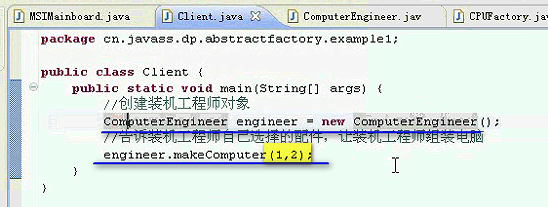 MSIMainboard.java
Client.java
ComputerEngineer.jav
CPUFactory.java
package cn.javass.dp.abstractfactory.example1;
public class Client {
public static void main(String[] args) {
//创建装机工程师对象
ComputerEngineer engineer = new ComputerEngineer();
//告诉装机工程师自己选择的配件，让装机工程师组装电脑
engineer.makeComputer(1,2);
}
}